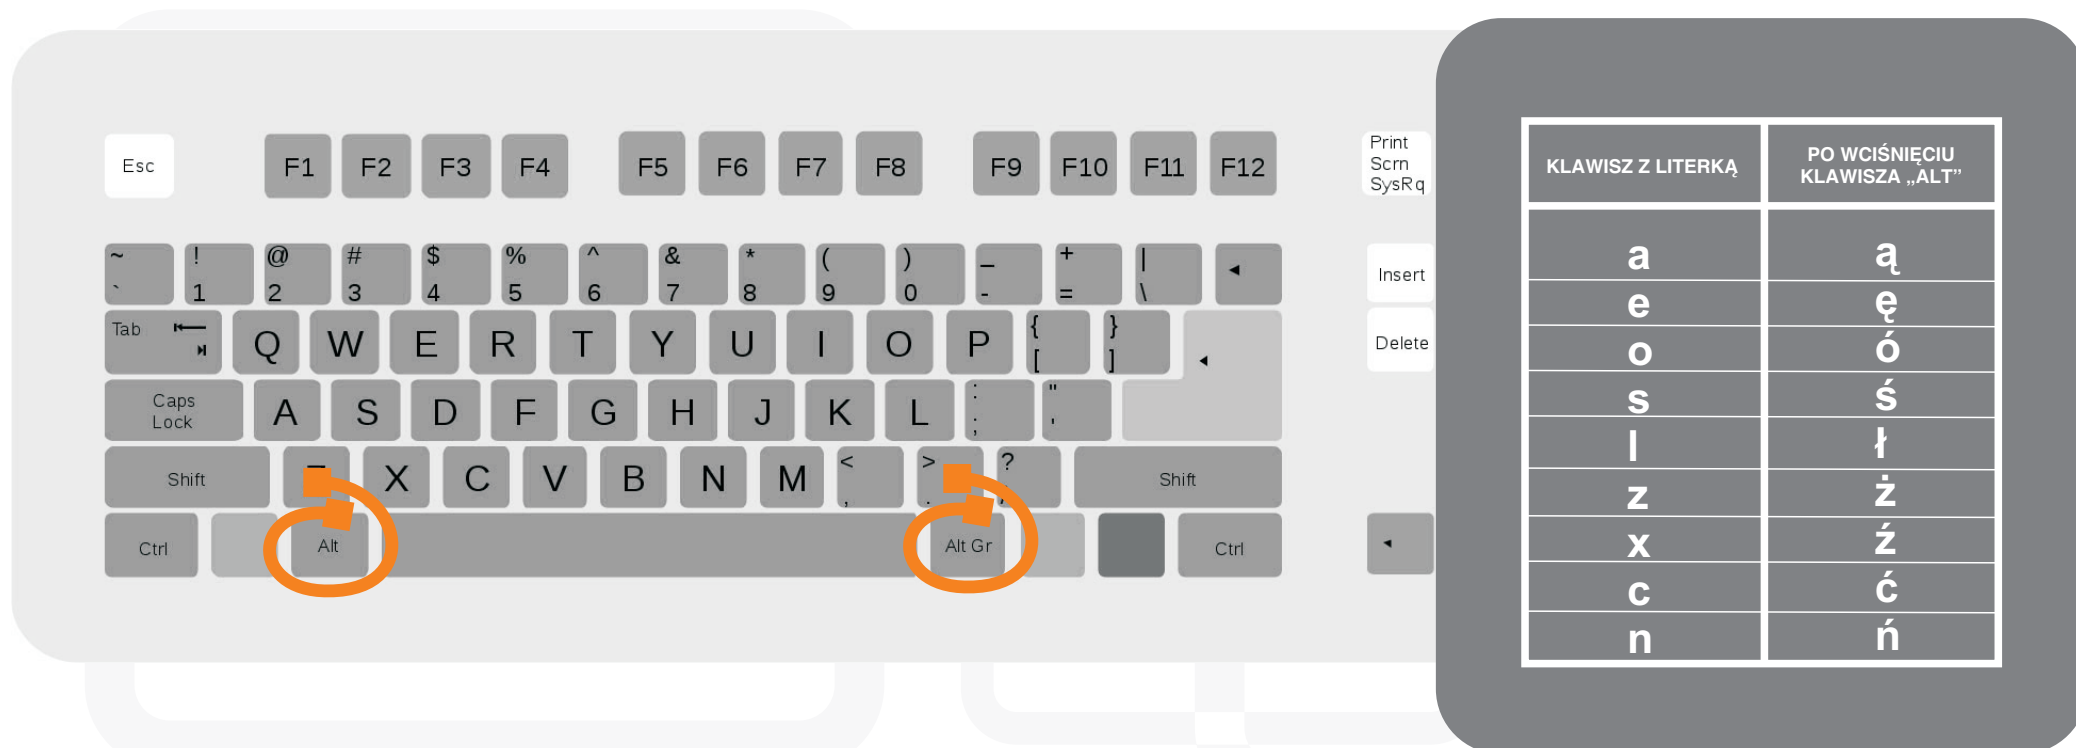 Esc F1 F2 F3 F4 F5 F6 F7 F8 F9 F10 F11 F12 Print
Scrn
SysRq
~ ! @ # $ % ^ & * ( ) _ + |
` 1 2 3 4 5 6 7 8 9 0 - = \ Insert
Tab Q W E R T Y U I O P { }
[ ] Delete
Caps
Lock A S D F G H J K L : "
; '
Shift X C V B N M < > ? Shift
, .
Ctrl Alt Alt Gr Ctrl
KLAWISZ Z LITERKĄ
PO WCIŚNIĘCIU
KLAWISZA „ALT”
a ą
e ę
o ó
s ś
l ł
z ż
x ź
c ć
n ń